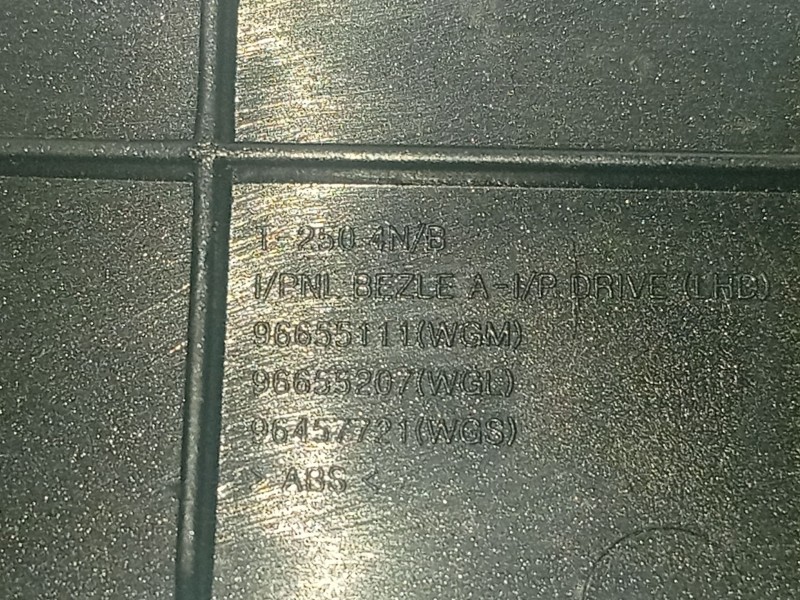 T-250 4N/B
I/PNL BEZLE A-I/P DRIVE (LHD)
96655111(WGM)
96655207(WGL)
96457721(WGS)
> ABS <